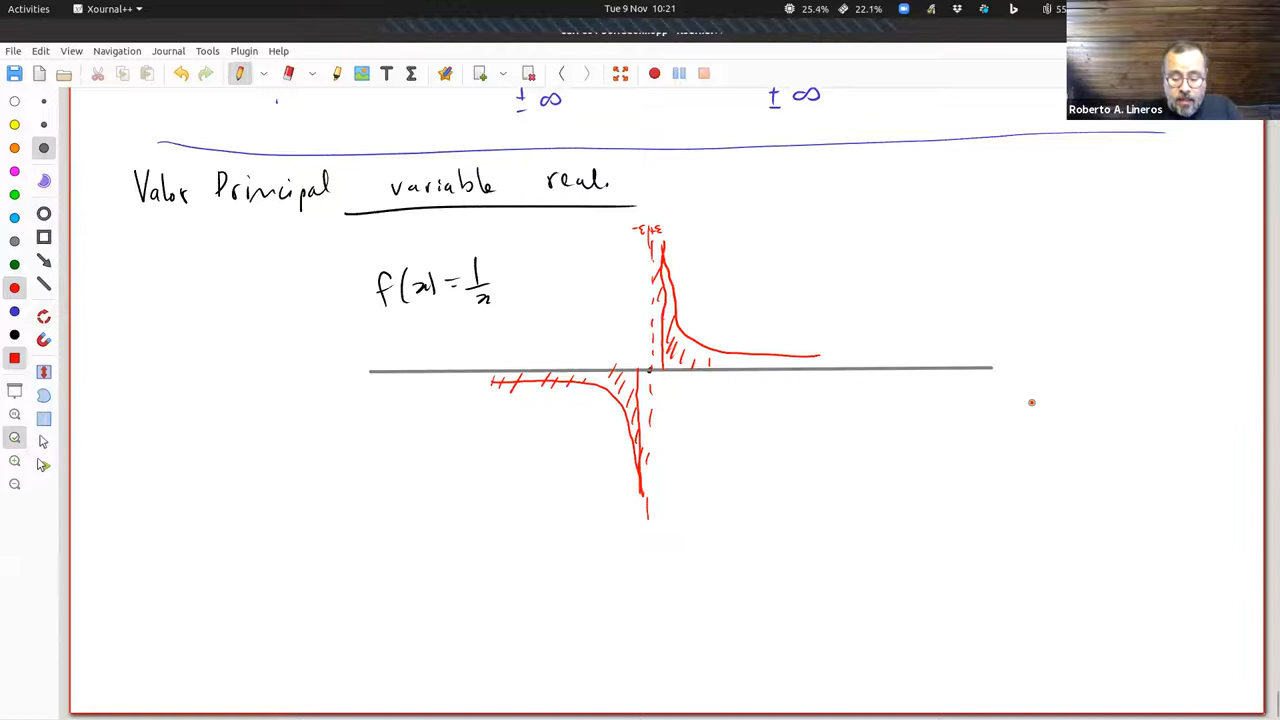 Activities
Xournal++
Tue 9 Nov 10:21
25.4%
22.1%
File Edit View Navigation Journal Tools Plugin Help
Roberto A. Lineros
± ∞ ± ∞
Valor Principal variable real.
-ε +ε
f(x) = 1/x